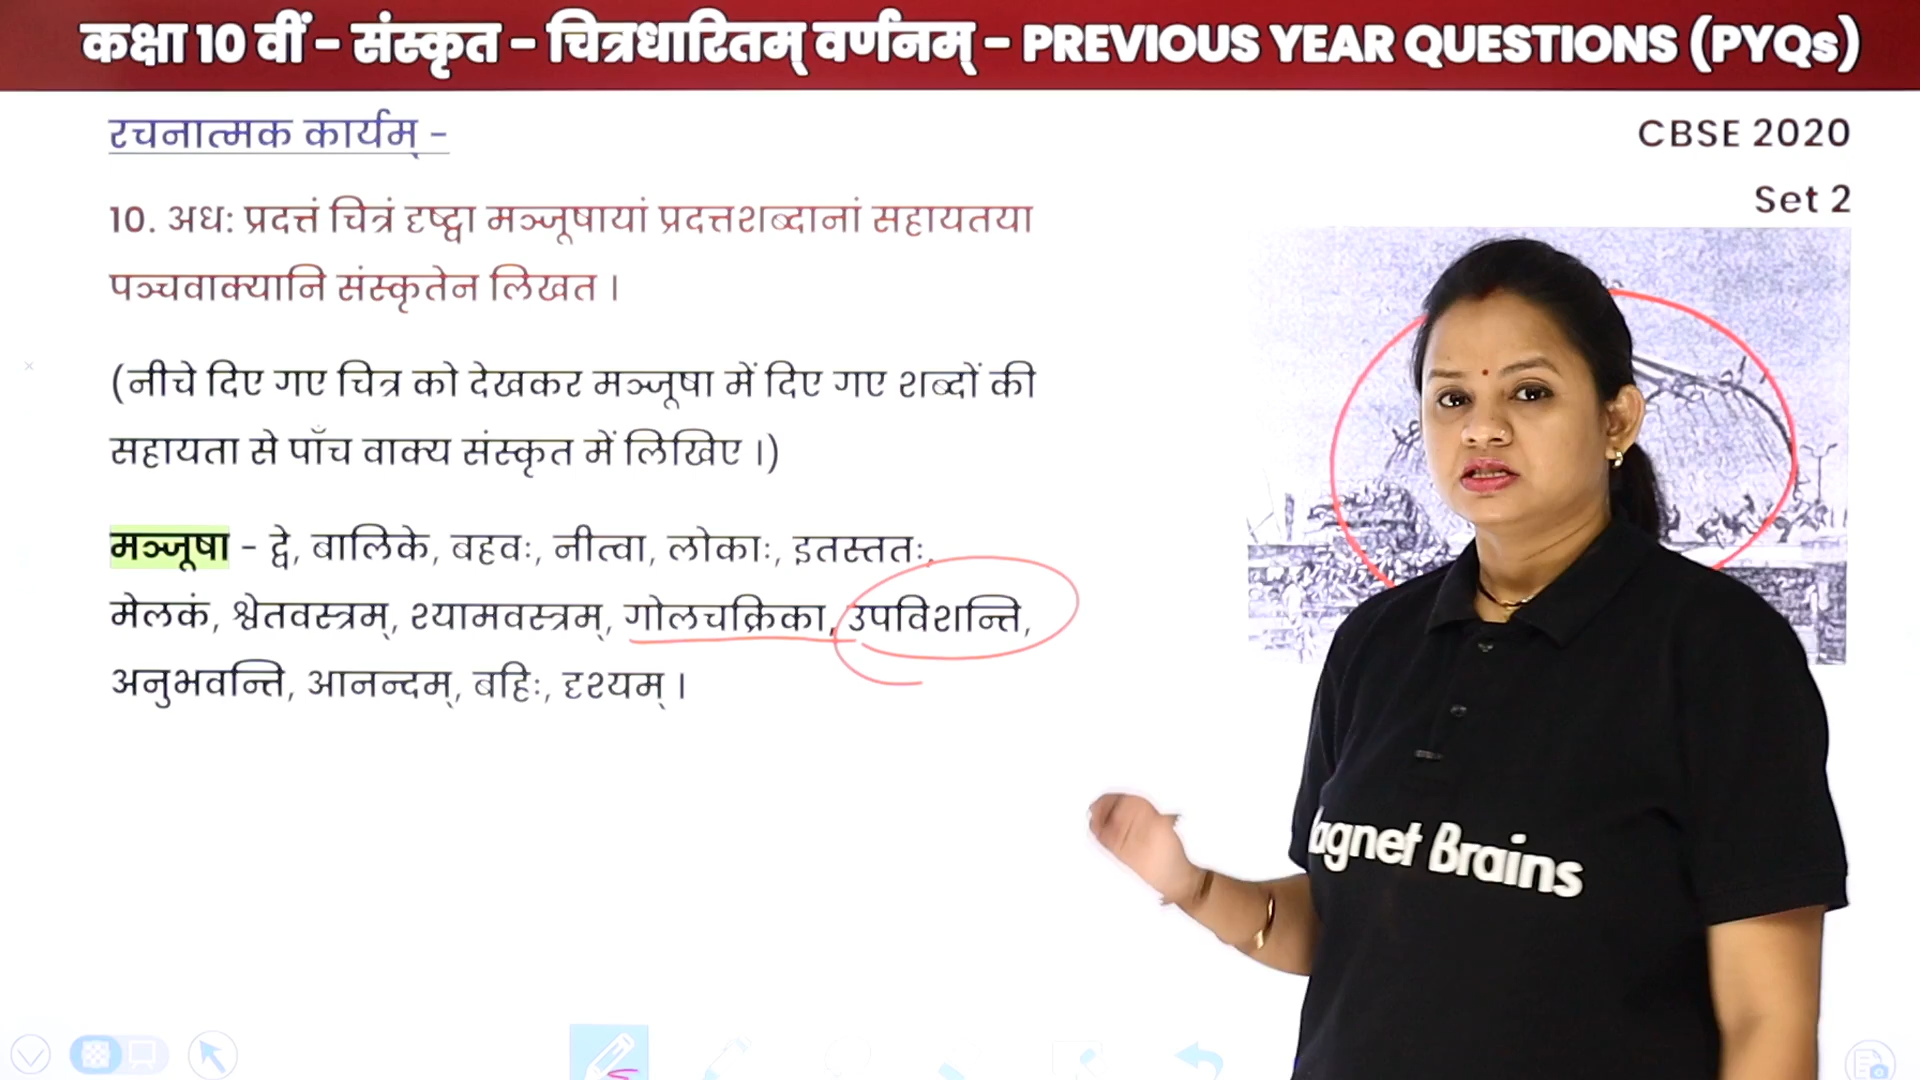 कक्षा 10 वीं - संस्कृत - चित्रधारितम् वर्णनम् - PREVIOUS YEAR QUESTIONS (PYQs)
रचनात्मक कार्यम् -
CBSE 2020
Set 2
10. अध: प्रदत्तं चित्रं दृष्ट्वा मञ्जूषायां प्रदत्तशब्दानां सहायतया
पञ्चवाक्यानि संस्कृतेन लिखत ।
(नीचे दिए गए चित्र को देखकर मञ्जूषा में दिए गए शब्दों की
सहायता से पाँच वाक्य संस्कृत में लिखिए ।)
मञ्जूषा - द्वे, बालिके, बहवः, नीत्वा, लोकाः, इतस्ततः,
मेलकं, श्वेतवस्त्रम्, श्यामवस्त्रम्, गोलचक्रिका, उपविशन्ति,
अनुभवन्ति, आनन्दम्, बहिः, दृश्यम् ।
agnet Brains